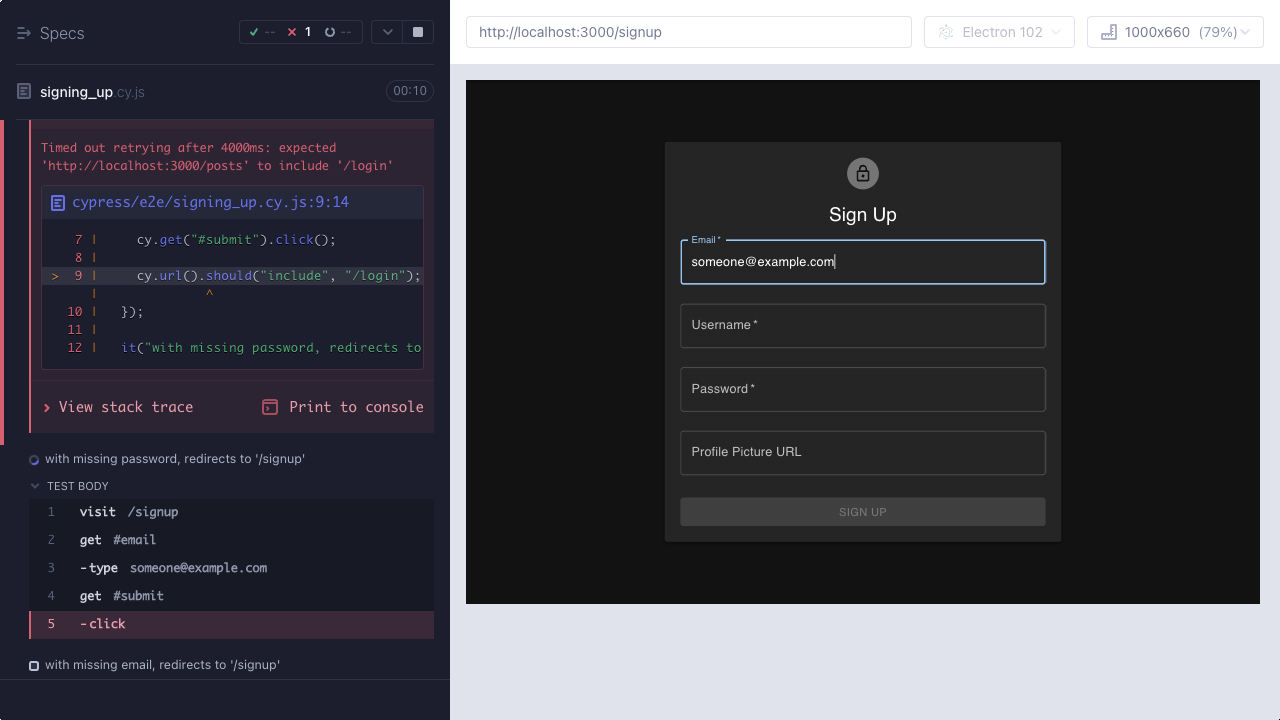 Specs
-- 1 --
signing_up.cy.js 00:10
Timed out retrying after 4000ms: expected
'http://localhost:3000/posts' to include '/login'
cypress/e2e/signing_up.cy.js:9:14
7 | cy.get("#submit").click();
8 |
> 9 | cy.url().should("include", "/login");
| ^
10 | });
11 |
12 | it("with missing password, redirects to
View stack trace
Print to console
with missing password, redirects to '/signup'
TEST BODY
1 visit /signup
2 get #email
3 -type someone@example.com
4 get #submit
5 -click
with missing email, redirects to '/signup'
http://localhost:3000/signup
Electron 102
1000x660 (79%)
Sign Up
Email *
someone@example.com
Username *
Password *
Profile Picture URL
SIGN UP